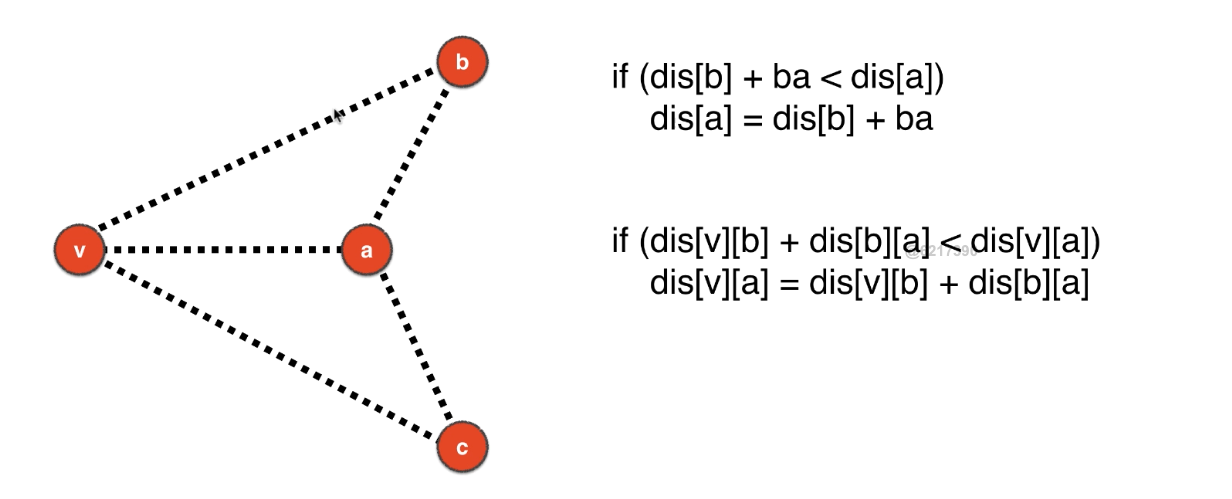 b
if (dis[b] + ba < dis[a])
dis[a] = dis[b] + ba
v
a
if (dis[v][b] + dis[b][a] < dis[v][a])
dis[v][a] = dis[v][b] + dis[b][a]
c